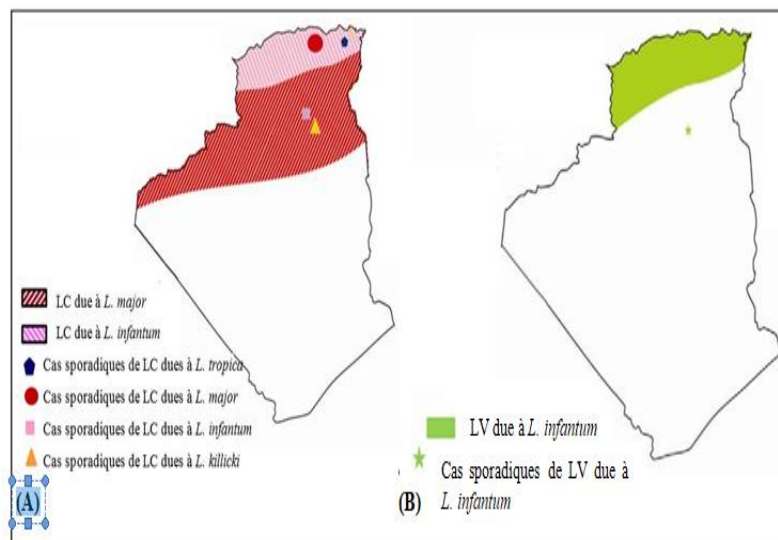 LC due à L. major
LC due à L. infantum
Cas sporadiques de LC dues à L. tropica
Cas sporadiques de LC dues à L. major
Cas sporadiques de LC dues à L. infantum
Cas sporadiques de LC dues à L. killicki
(A)
LV due à L. infantum
Cas sporadiques de LV due à
L. infantum
(B)